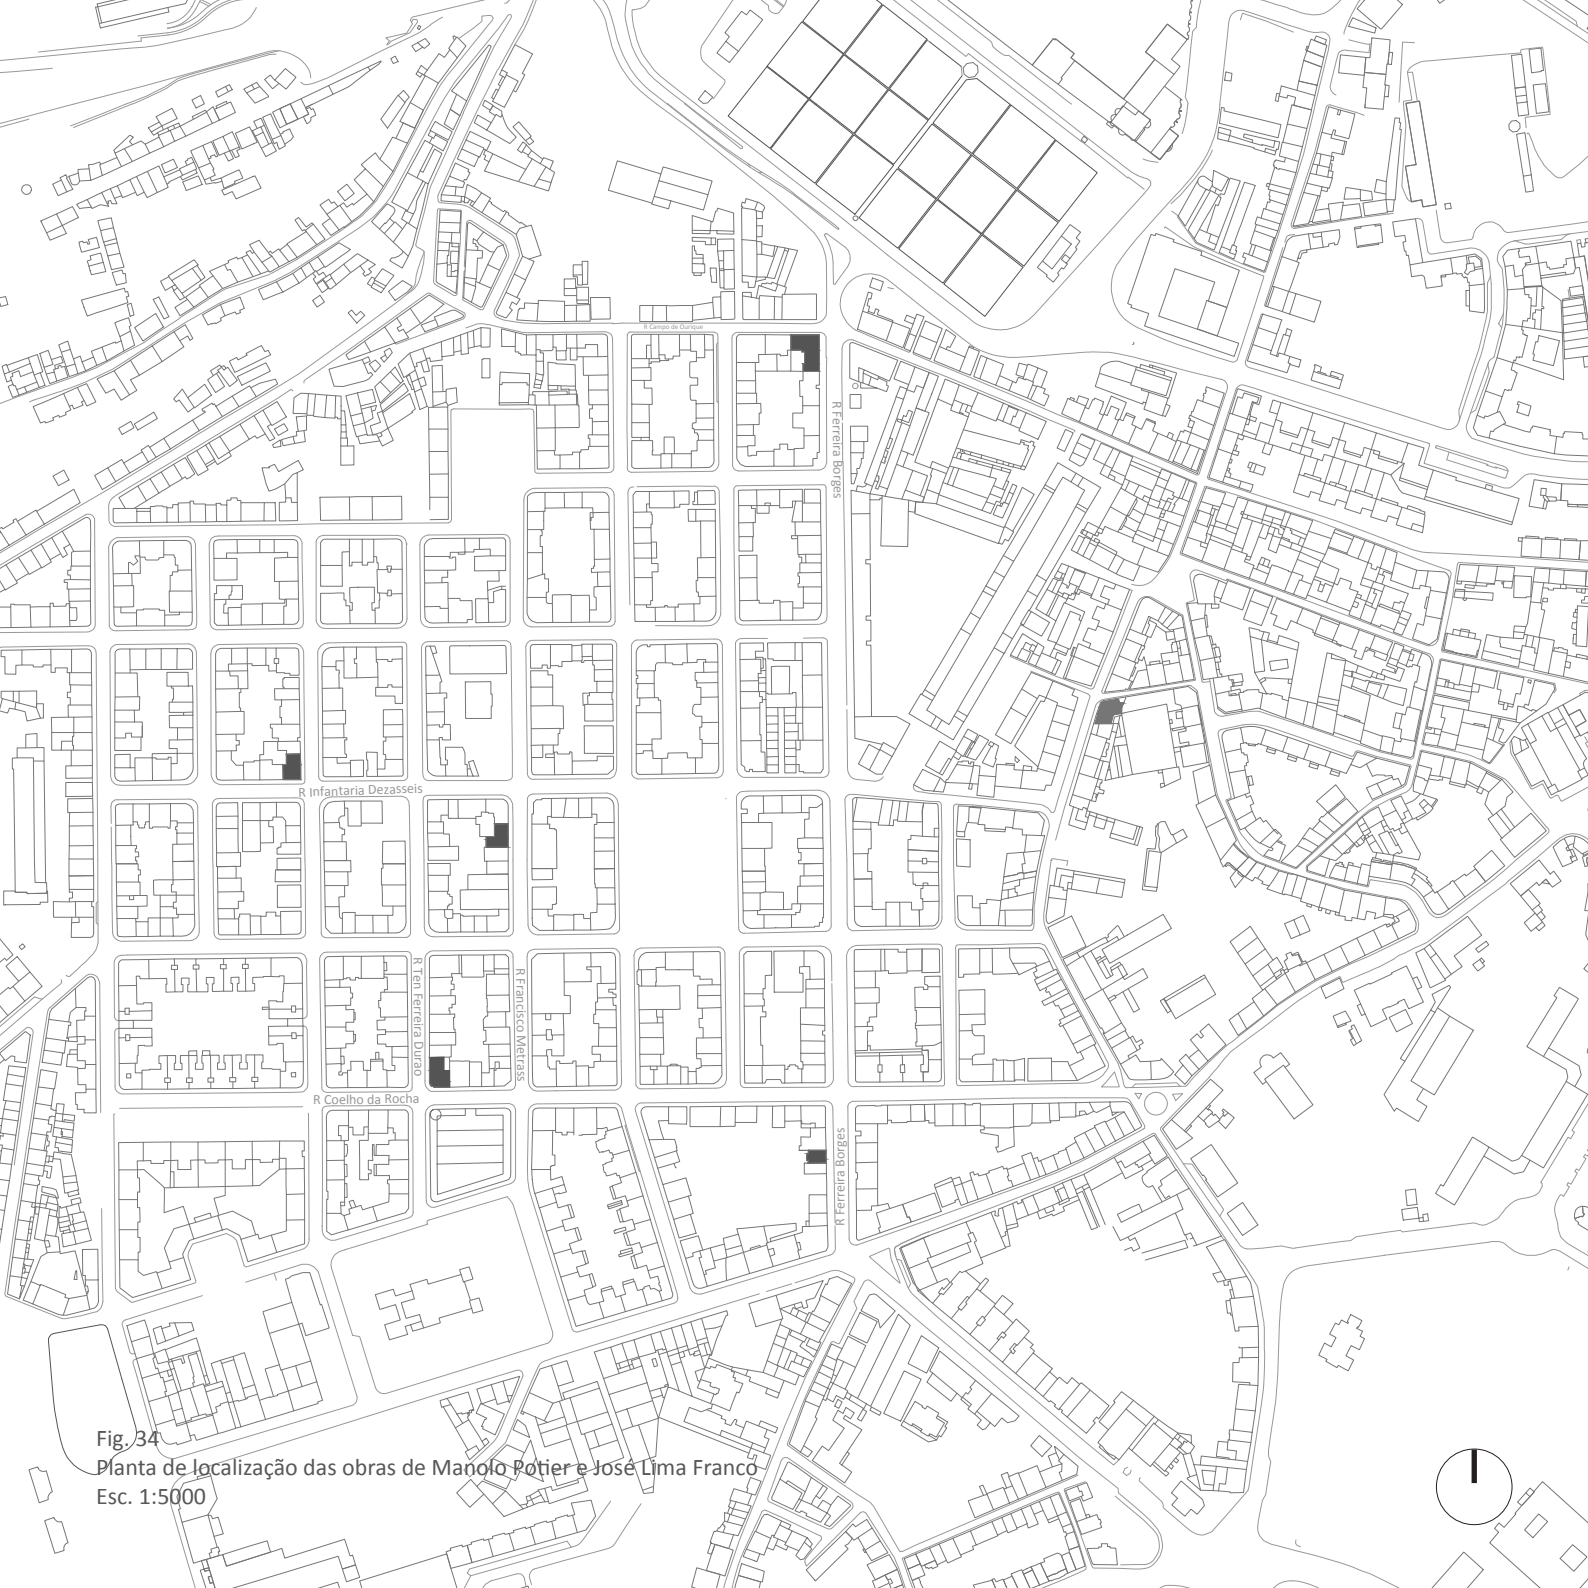 R Campo de Ourique
R Ferreira Borges
R Infantaria Dezasseis
R Ten Ferreira Durao
R Francisco Metrass
R Coelho da Rocha
R Ferreira Borges
Fig. 34
Planta de localização das obras de Manolo Potier e José Lima Franco
Esc. 1:5000